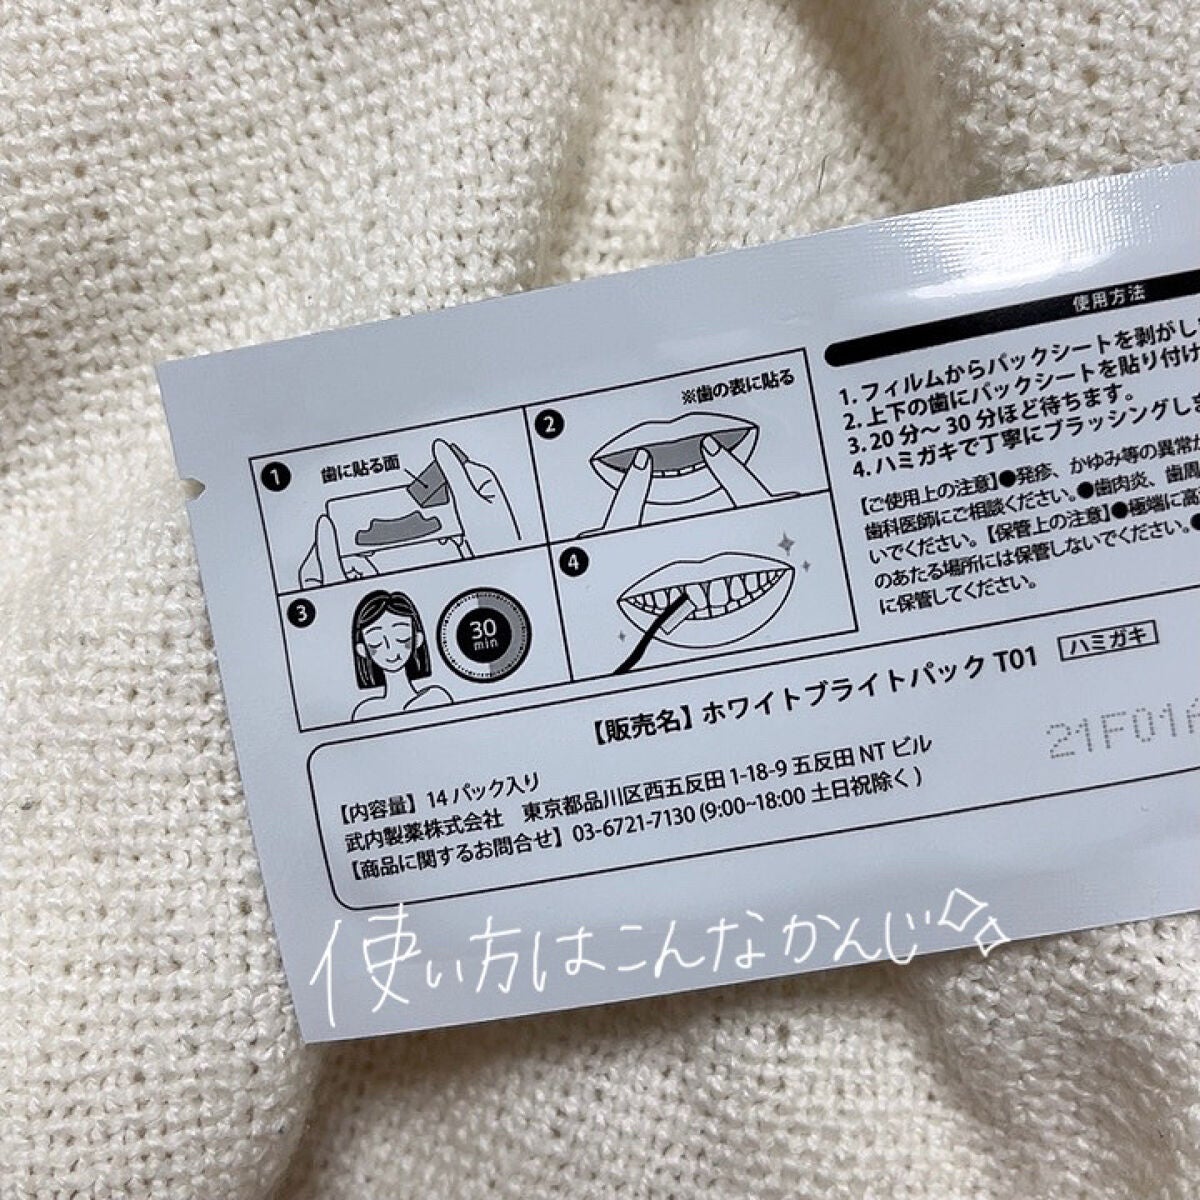 使用方法
1.フィルムからパックシートを剥がし
2.上下の歯にパックシートを貼り付け
3.20分〜30分ほど待ちます。
4.ハミガキで丁寧にブラッシングしま
【ご使用上の注意】●発疹、かゆみ等の異常が
歯科医師にご相談ください。●歯肉炎、歯周
いでください。【保管上の注意】●極端に高
のあたる場所には保管しないでください。●
に保管してください。
1
歯に貼る面
2
※歯の表に貼る
3
30
min
4
【販売名】ホワイトブライトパック T01 ハミガキ
21F01
【内容量】14パック入り
武内製薬株式会社 東京都品川区西五反田1-18-9 五反田NTビル
【商品に関するお問合せ】03-6721-7130 (9:00~18:00 土日祝除く)
使い方はこんなかんじ